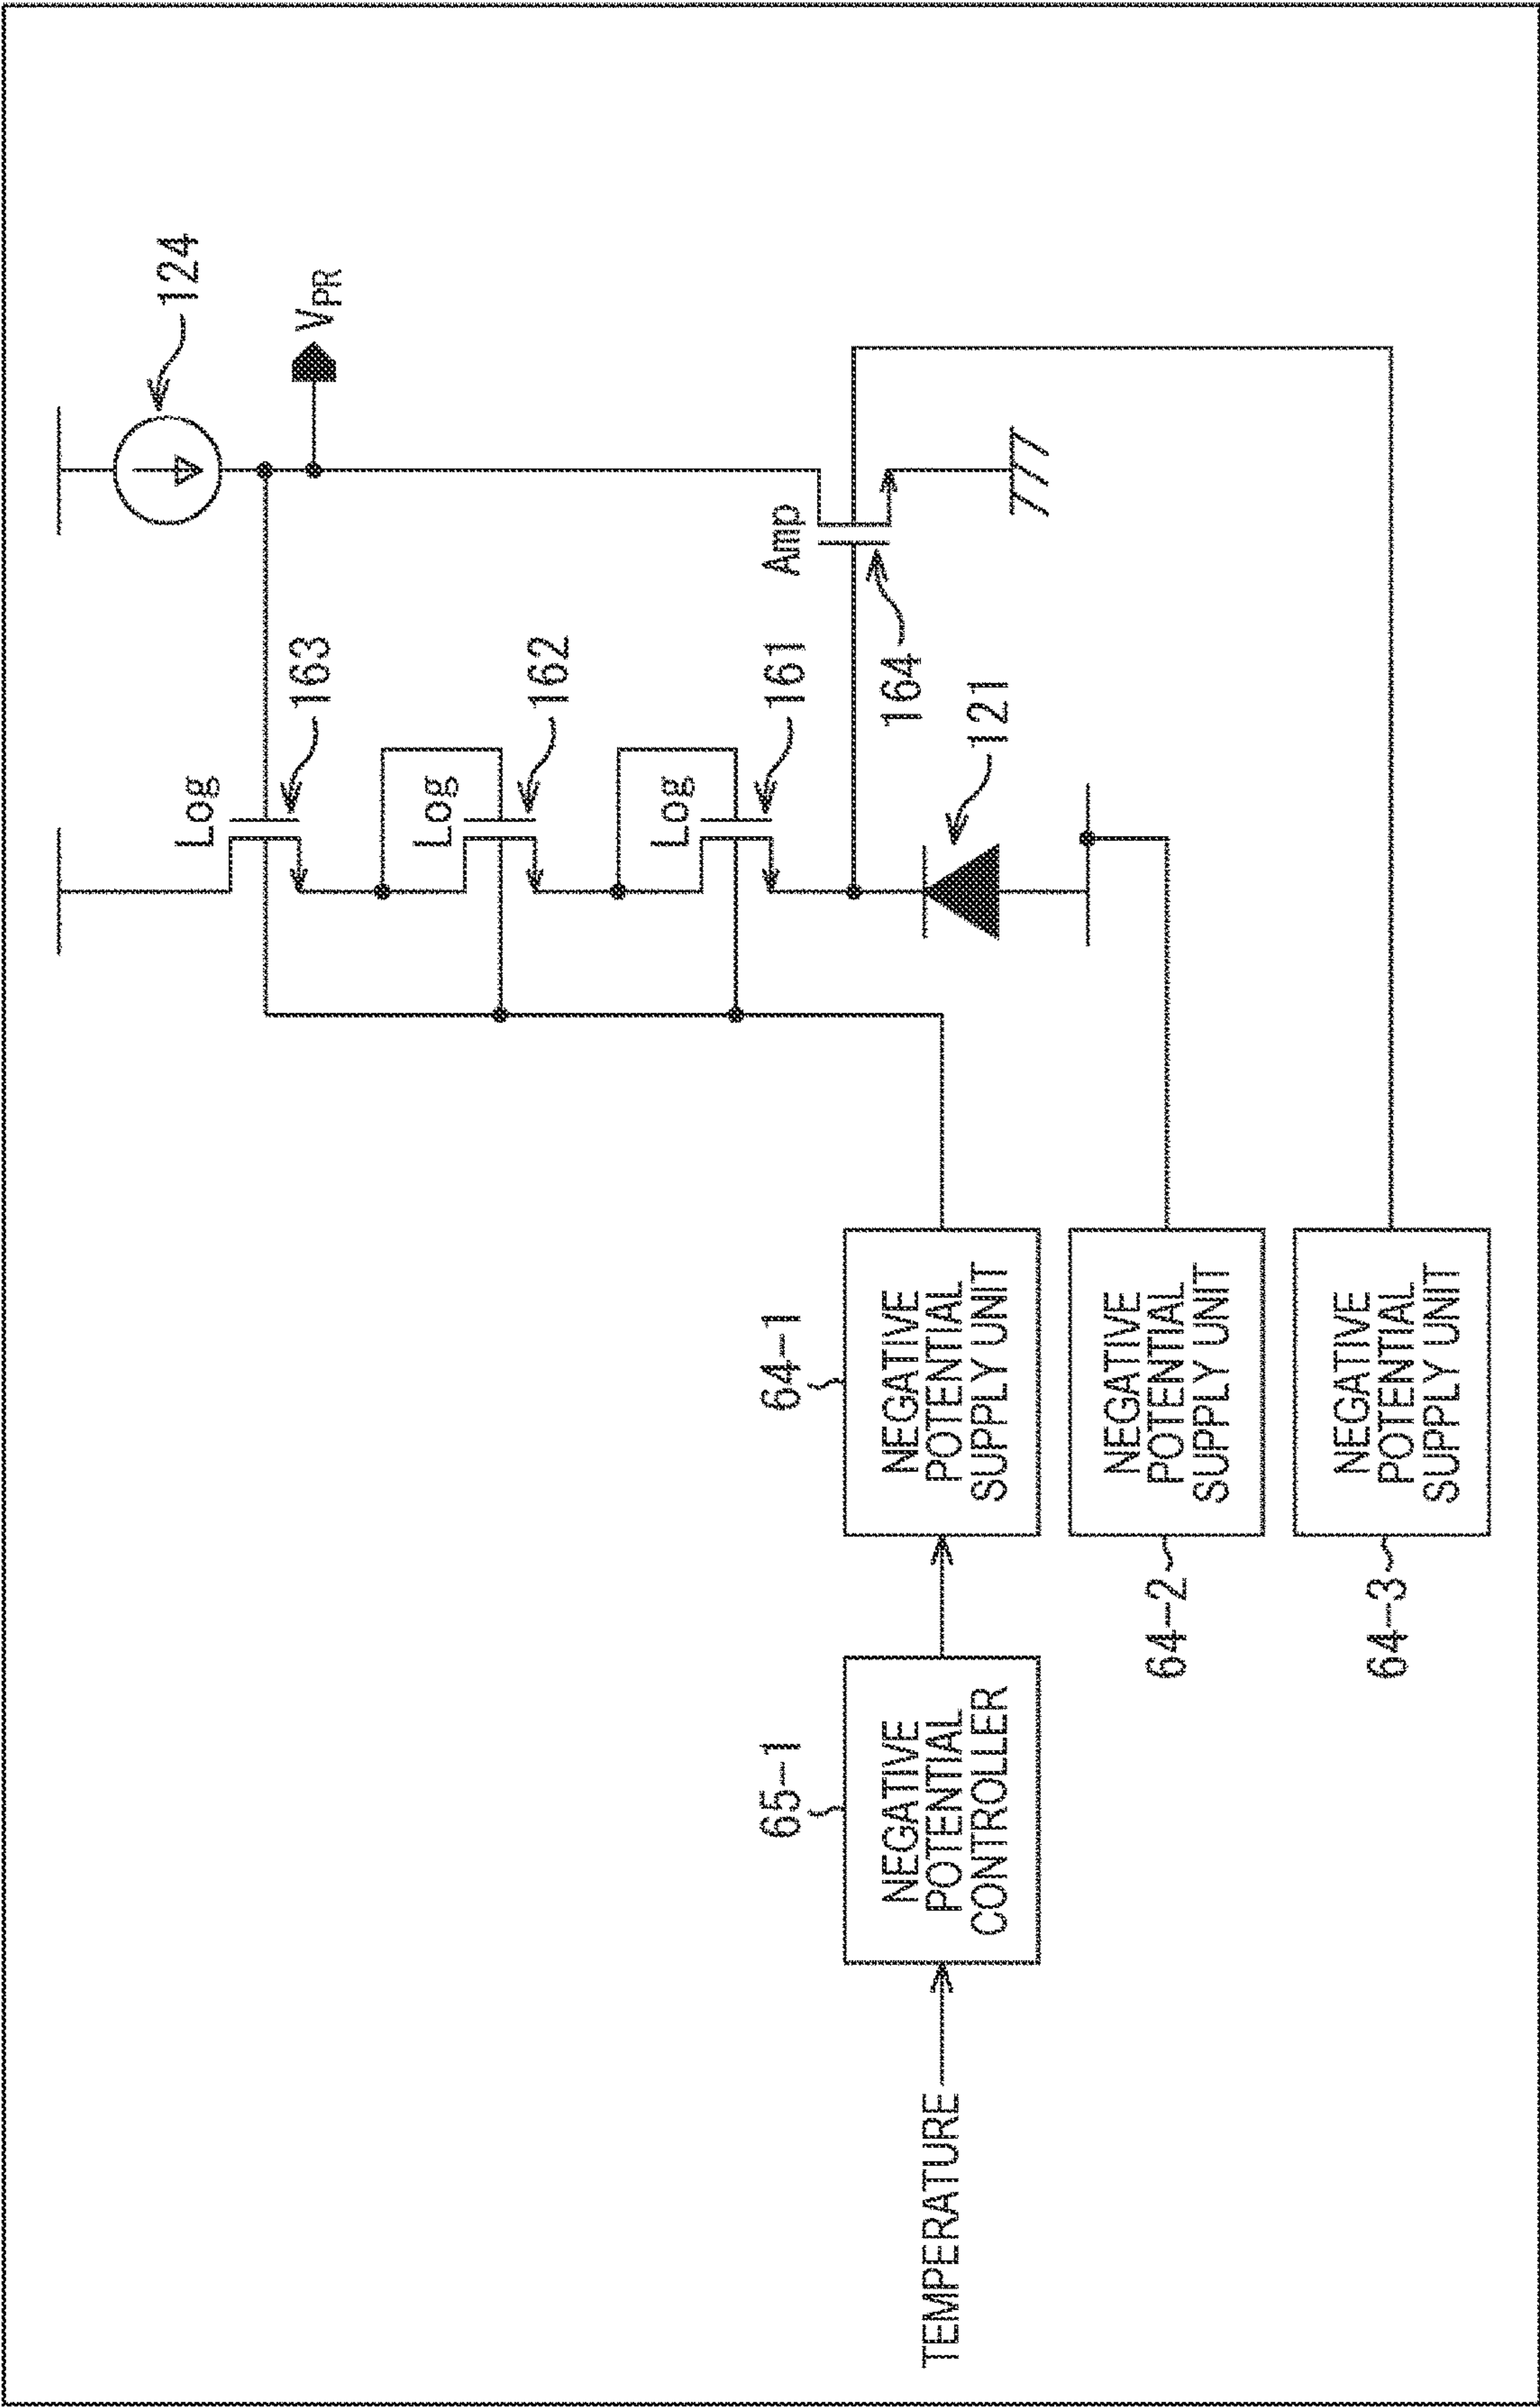 124
V_PR
Log
163
Log
162
Log
161
Amp
164
121
64-1
NEGATIVE
POTENTIAL
SUPPLY UNIT
NEGATIVE
POTENTIAL
SUPPLY UNIT
64-2
NEGATIVE
POTENTIAL
SUPPLY UNIT
64-3
65-1
NEGATIVE
POTENTIAL
CONTROLLER
TEMPERATURE